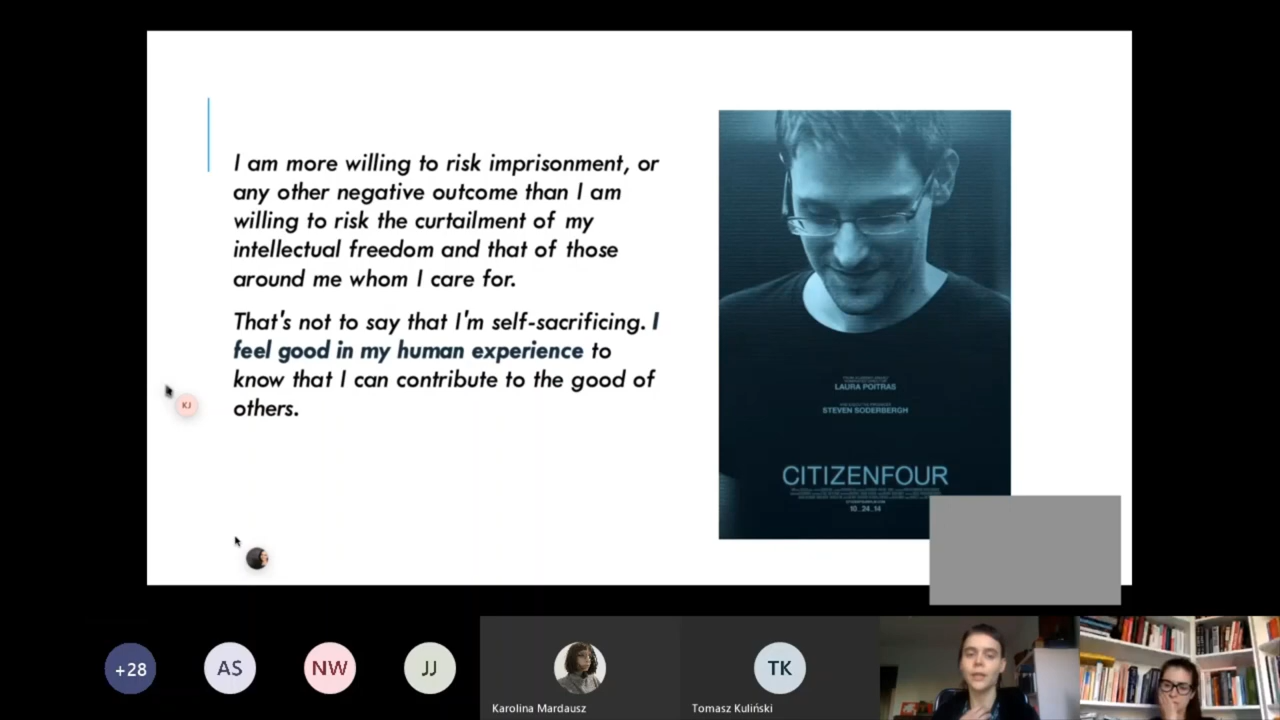 I am more willing to risk imprisonment, or
any other negative outcome than I am
willing to risk the curtailment of my
intellectual freedom and that of those
around me whom I care for.
That's not to say that I'm self-sacrificing. I
feel good in my human experience to
know that I can contribute to the good of
others.
LAURA POITRAS
STEVEN SODERBERGH
CITIZENFOUR
10.24.14
KJ
+28
AS
NW
JJ
Karolina Mardausz
TK
Tomasz Kuliński